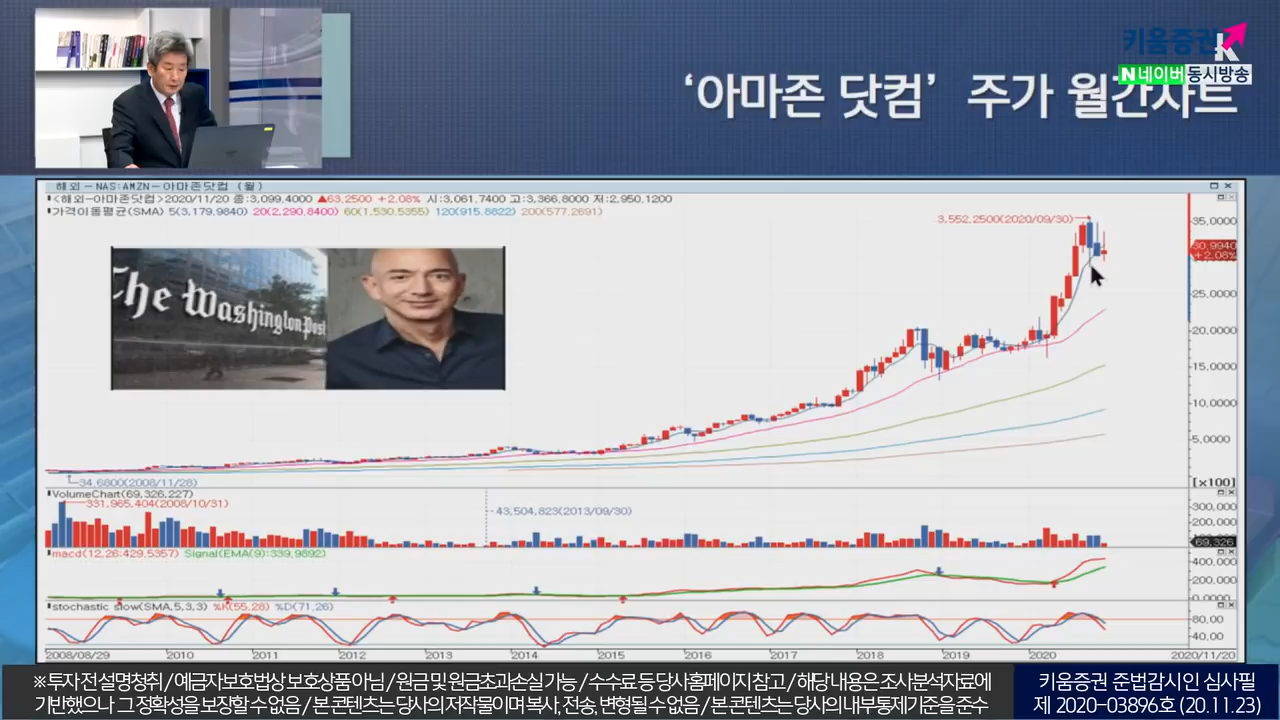 키움증권
N네이버 동시방송
‘아마존 닷컴’ 주가 월간차트
해외-NAS:AMZN-아마존닷컴 (월)
<해외-아마존닷컴>2020/11/20 종:3,099.4000 ▲63.2500 +2.08% 시:3,061.7400 고:3,366.8000 저:2,950.1200
가격이동평균(SMA) 5(3,179.9840) 20(2,290.8400) 60(1,530.5355) 120(915.8822) 200(577.2691)
3,552.2500(2020/09/30)
35.0000
30.9940
+2.08%
The Washington Post
25.0000
20.0000
15.0000
10.0000
5.0000
34.6800(2008/11/28)
[x100]
VolumeChart(69,326,227)
331,965,404(2008/10/31)
43,504,823(2013/09/30)
300,000
200,000
69,326
macd(12,26:429.5357) Signal(EMA(9):339.9892)
400.000
200.000
0.0000
stochastic slow(SMA,5,3,3) %K(55.28) %D(71.26)
80.00
40.00
2008/08/29 2010 2011 2012 2013 2014 2015 2016 2017 2018 2019 2020 2020/11/20
※ 투자 전 설명청취 / 예금자보호법상 보호상품 아님 / 원금 및 원금초과손실 가능 / 수수료 등 당사홈페이지 참고 / 해당 내용은 조사분석자료에
기반했으나 그 정확성을 보장할 수 없음 / 본 콘텐츠는 당사의 저작물이며 복사, 전송, 변형될 수 없음 / 본 콘텐츠는 당사의 내부통제기준을 준수
키움증권 준법감시인 심사필
제 2020-03896호 (20.11.23)